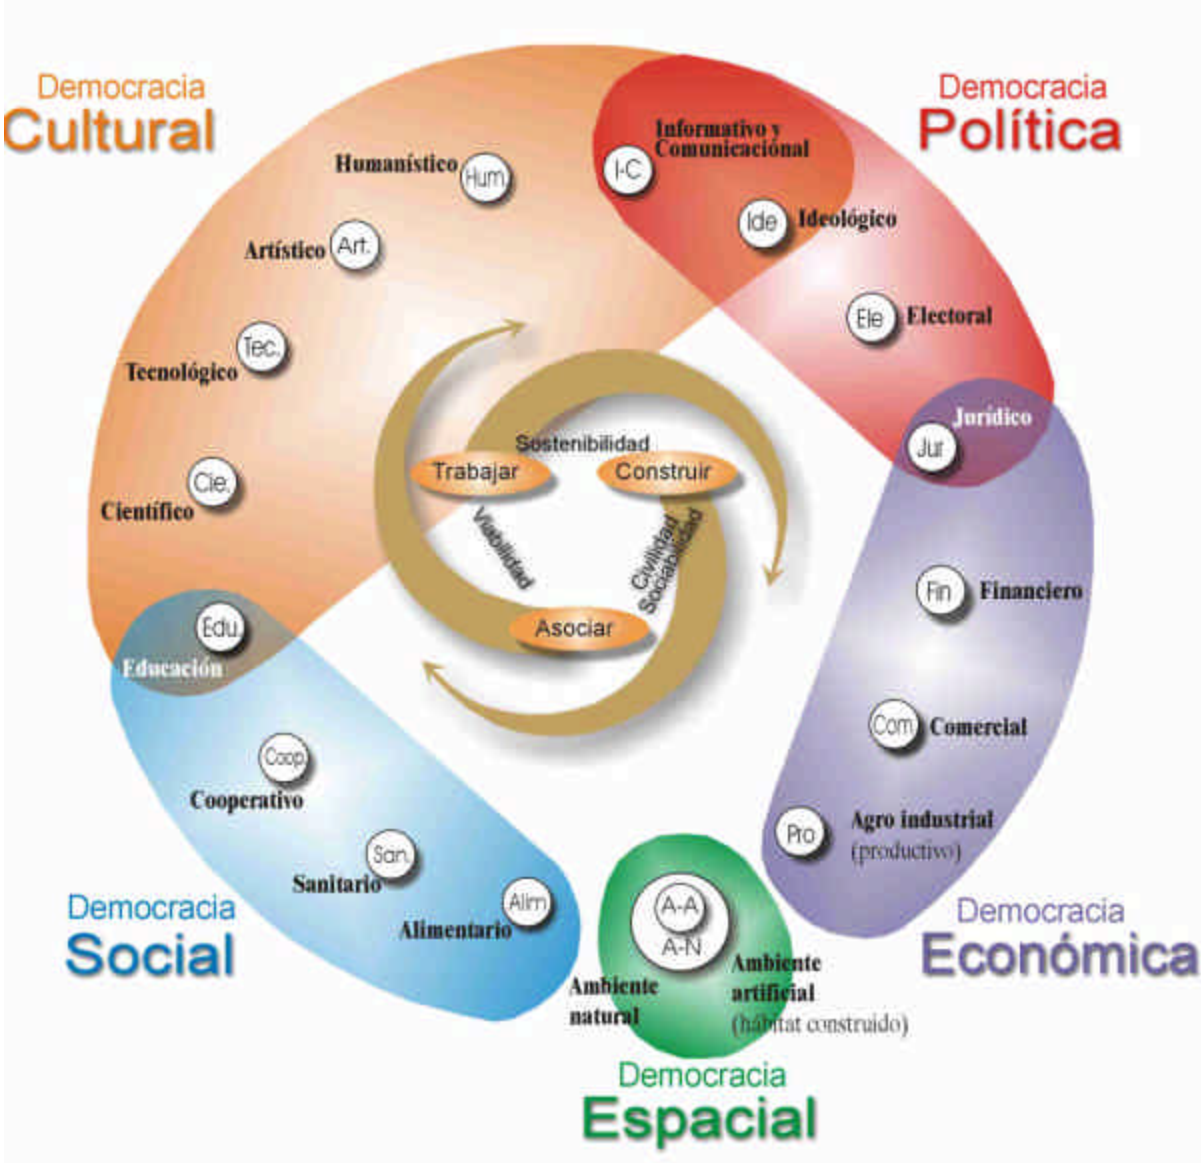 Democracia
Cultural
Democracia
Política
Informativo y
Comunicaciónal
I-C
Humanístico
Hum.
Ide
Ideológico
Artístico
Art.
Ele
Electoral
Tec.
Tecnológico
Jurídico
Jur
Sostenibilidad
Trabajar
Construir
Cie.
Científico
Viabilidad
Civilidad
Sociabilidad
Fin
Financiero
Edu.
Asociar
Educación
Com
Comercial
Coop.
Cooperativo
Pro
Agro industrial
(productivo)
San.
Sanitario
Alim
Alimentario
A-A
A-N
Ambiente
artificial
(hábitat construido)
Ambiente
natural
Democracia
Social
Democracia
Económica
Democracia
Espacial